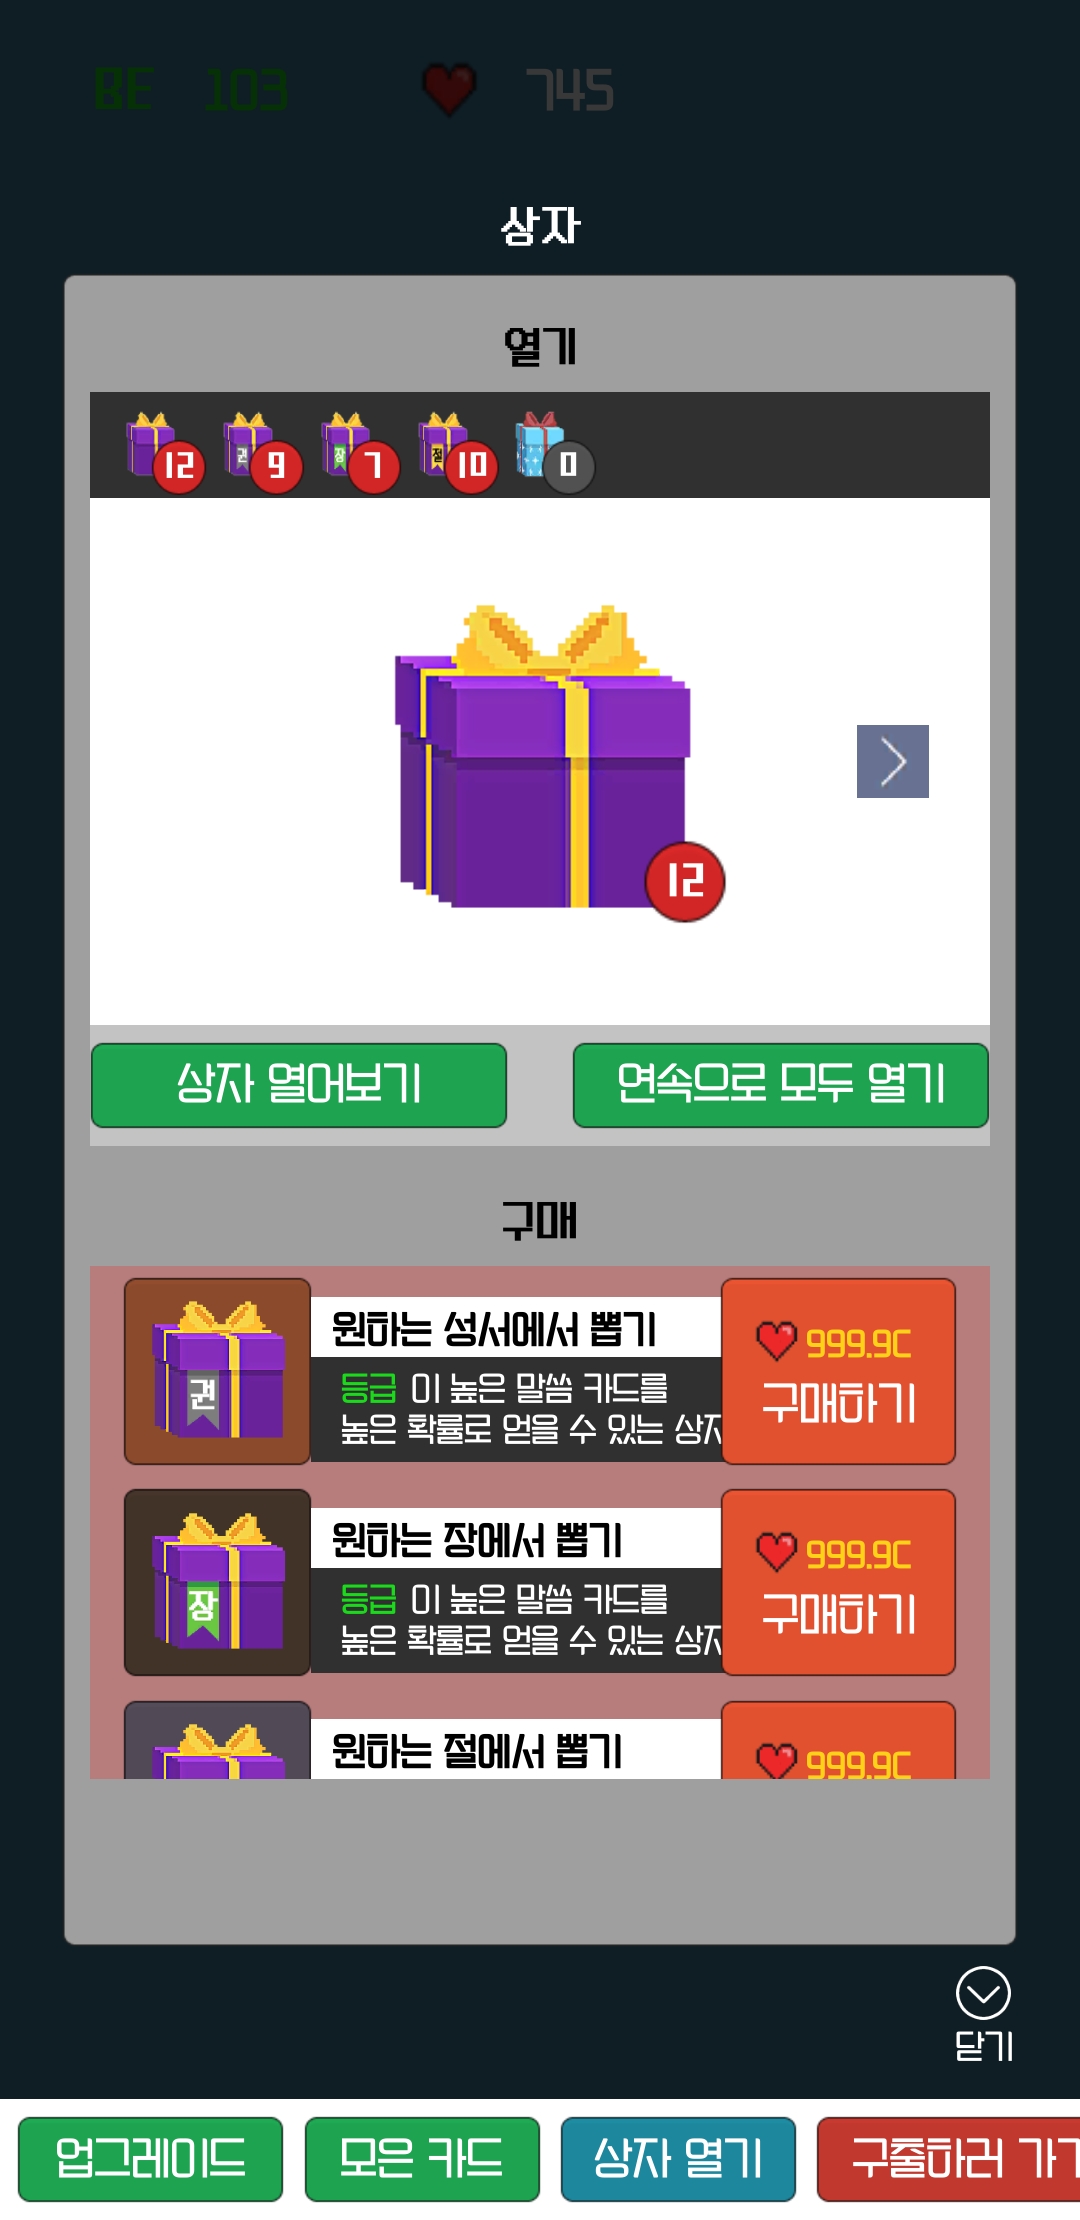 BE 103 745
상자
열기
12 권 9 장 7 절 10 0
12
상자 열어보기 연속으로 모두 열기
구매
권
원하는 성서에서 뽑기
등급 이 높은 말씀 카드를
높은 확률로 얻을 수 있는 상자
999.9C
구매하기
장
원하는 장에서 뽑기
등급 이 높은 말씀 카드를
높은 확률로 얻을 수 있는 상자
999.9C
구매하기
원하는 절에서 뽑기
999.9C
닫기
업그레이드 모은 카드 상자 열기 구출하러 가기